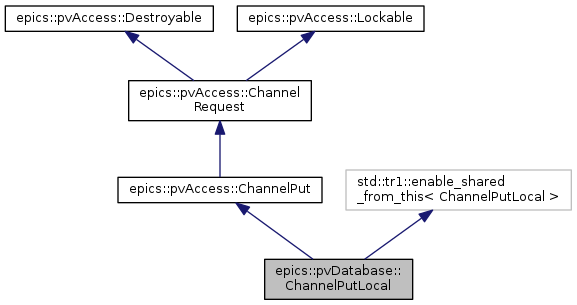 epics::pvAccess::Destroyable
epics::pvAccess::Lockable
epics::pvAccess::Channel
Request
epics::pvAccess::ChannelPut
std::tr1::enable_shared
_from_this< ChannelPutLocal >
epics::pvDatabase::
ChannelPutLocal